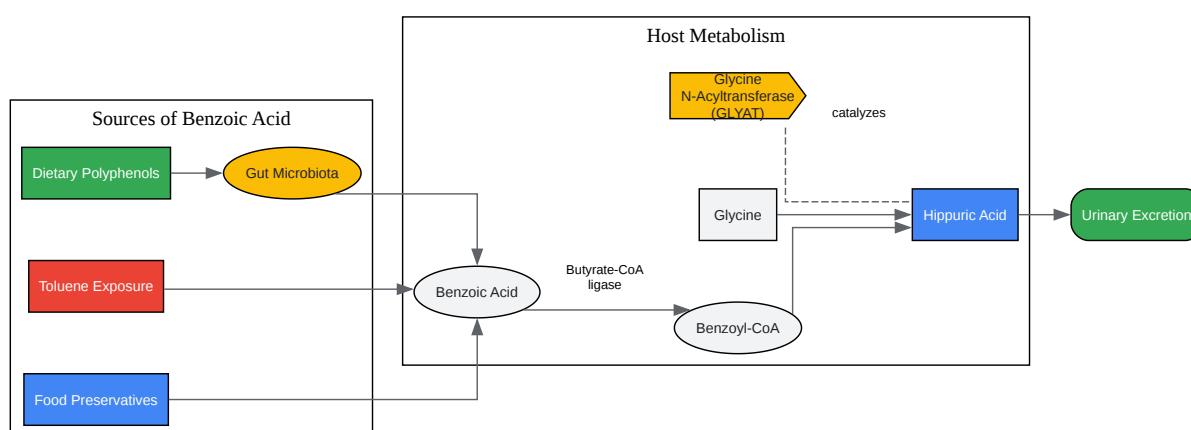 Host Metabolism
Glycine
N-Acyltransferase
(GLYAT)
catalyzes
Sources of Benzoic Acid
Dietary Polyphenols
Gut Microbiota
Glycine
Hippuric Acid
Urinary Excretion
Toluene Exposure
Benzoic Acid
Butyrate-CoA
ligase
Benzoyl-CoA
Food Preservatives